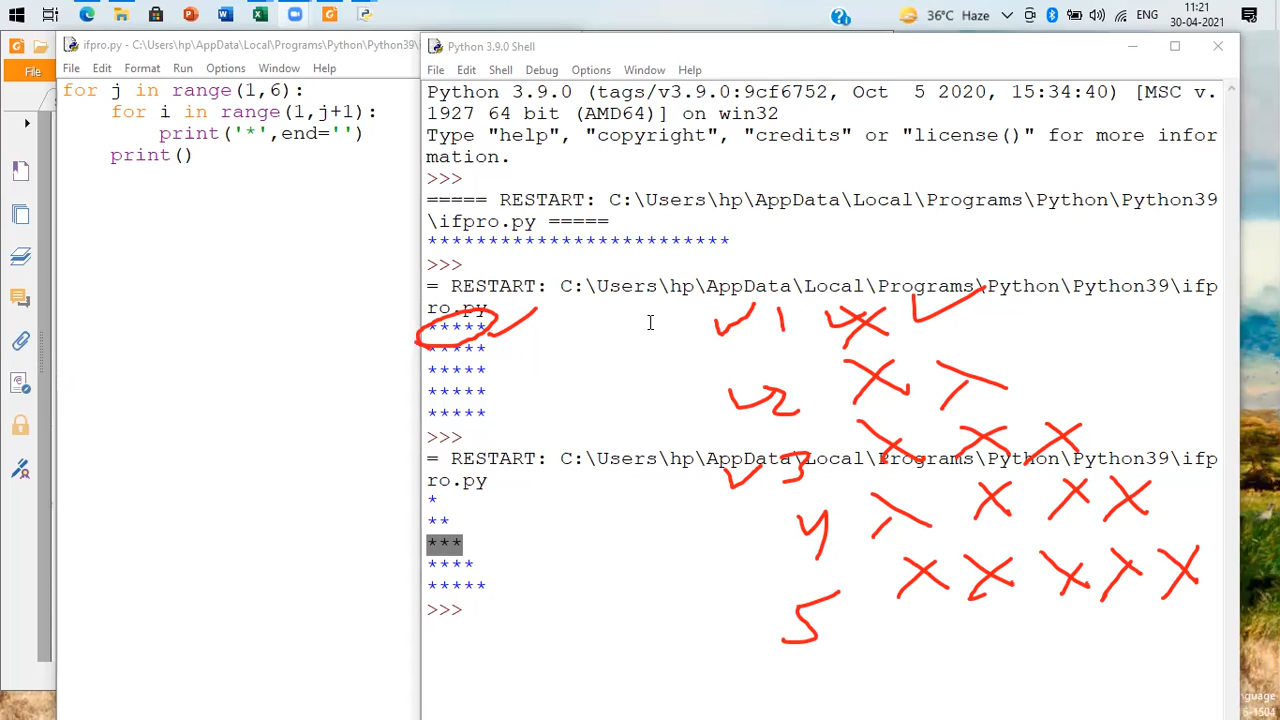 11:21
36°C Haze
ENG
30-04-2021
ifpro.py - C:\Users\hp\AppData\Local\Programs\Python\Python39\
File Edit Format Run Options Window Help
File
for j in range(1,6):
for i in range(1,j+1):
print('*',end='')
print()
Python 3.9.0 Shell
File Edit Shell Debug Options Window Help
Python 3.9.0 (tags/v3.9.0:9cf6752, Oct 5 2020, 15:34:40) [MSC v.
1927 64 bit (AMD64)] on win32
Type "help", "copyright", "credits" or "license()" for more infor
mation.
>>>
===== RESTART: C:\Users\hp\AppData\Local\Programs\Python\Python39
\ifpro.py =====
*************************
>>>
= RESTART: C:\Users\hp\AppData\Local\Programs\Python\Python39\ifp
ro.py
*****
*****
*****
*****
*****
>>>
= RESTART: C:\Users\hp\AppData\Local\Programs\Python\Python39\ifp
ro.py
*
**
***
****
*****
>>>
1
2
3
4
5